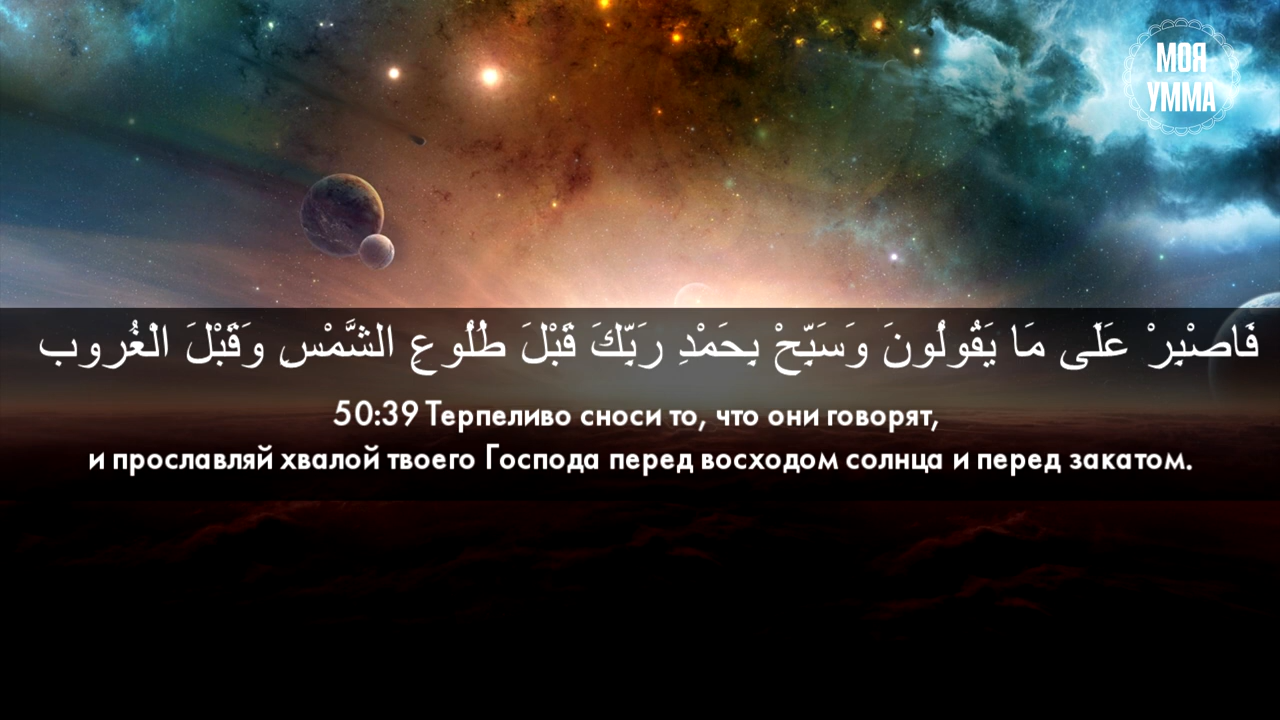 МОЯ
УММА
فَاصْبِرْ عَلَى مَا يَقُولُونَ وَسَبِّحْ بِحَمْدِ رَبِّكَ قَبْلَ طُلُوعِ الشَّمْسِ وَقَبْلَ الْغُرُوبِ
50:39 Терпеливо сноси то, что они говорят,
и прославляй хвалой твоего Господа перед восходом солнца и перед закатом.